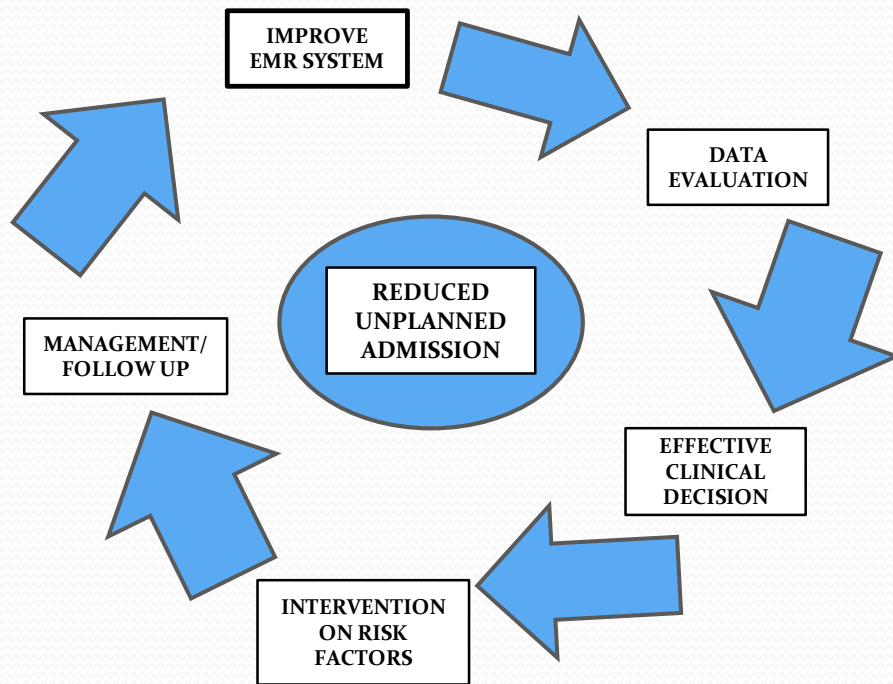 IMPROVE
EMR SYSTEM
DATA
EVALUATION
REDUCED
UNPLANNED
ADMISSION
MANAGEMENT/
FOLLOW UP
EFFECTIVE
CLINICAL
DECISION
INTERVENTION
ON RISK
FACTORS